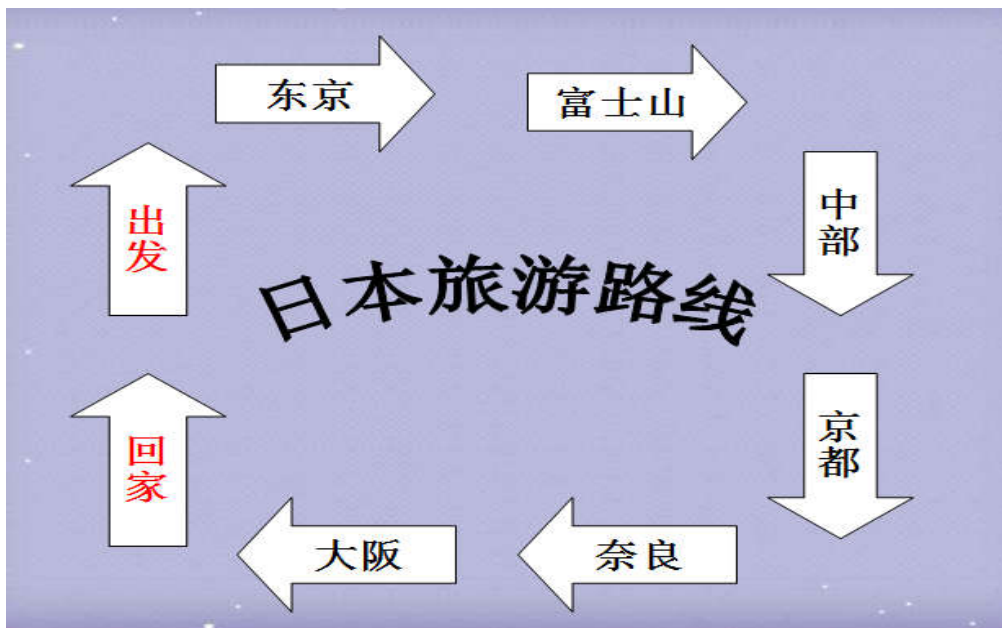 出发
东京
富士山
中部
京都
奈良
大阪
回家
日本旅游路线